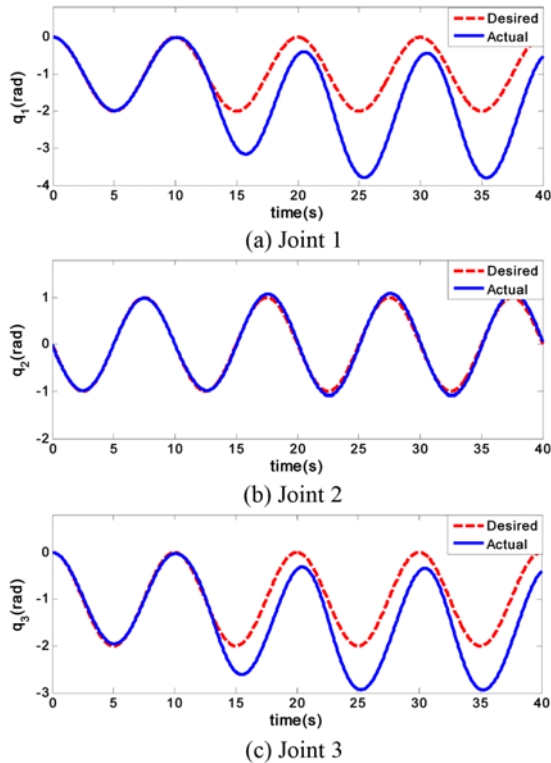 0
-1
-2
-3
-4
q1(rad)
Desired
Actual
0 5 10 15 20 25 30 35 40
time(s)
(a) Joint 1
2
1
0
-1
-2
q2(rad)
Desired
Actual
0 5 10 15 20 25 30 35 40
time(s)
(b) Joint 2
0
-1
-2
-3
q3(rad)
Desired
Actual
0 5 10 15 20 25 30 35 40
time(s)
(c) Joint 3